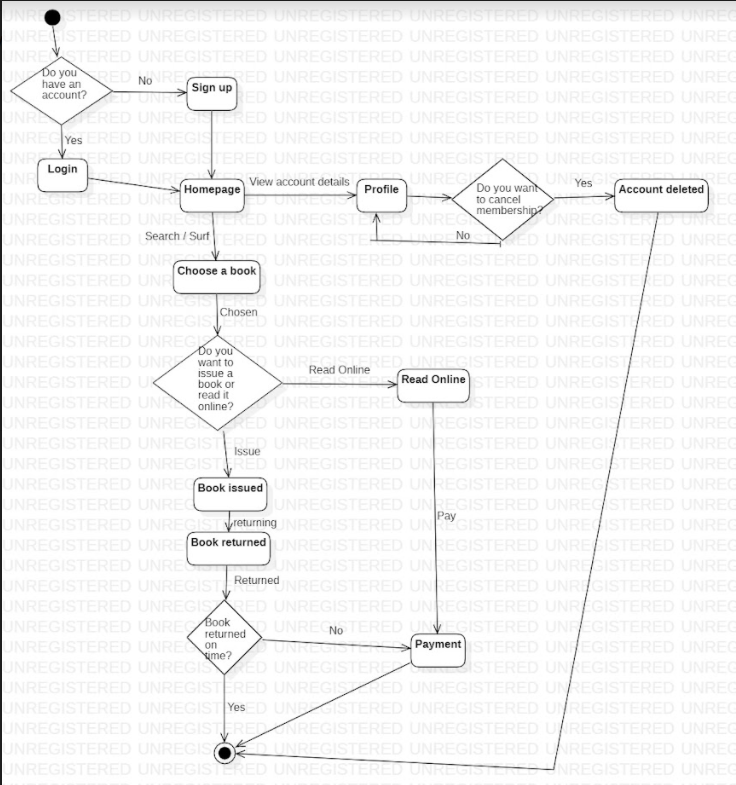 Do you
have an
account?
No
Sign up
Yes
Login
Homepage
View account details
Profile
Do you want
to cancel
membership?
Yes
Account deleted
No
Search / Surf
Choose a book
Chosen
Do you
want to
issue a
book or
read it
online?
Read Online
Read Online
Issue
Book issued
returning
Book returned
Pay
Returned
Book
returned
on
time?
No
Payment
Yes
UNREGISTERED